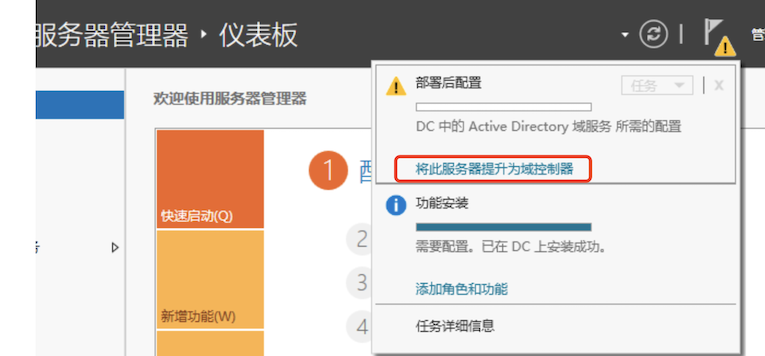 服务器管理器 ‣ 仪表板
管
部署后配置
任务
X
欢迎使用服务器管理器
DC 中的 Active Directory 域服务 所需的配置
1
将此服务器提升为域控制器
功能安装
快速启动(Q)
2
需要配置。已在 DC 上安装成功。
3
添加角色和功能
新增功能(W)
4
任务详细信息